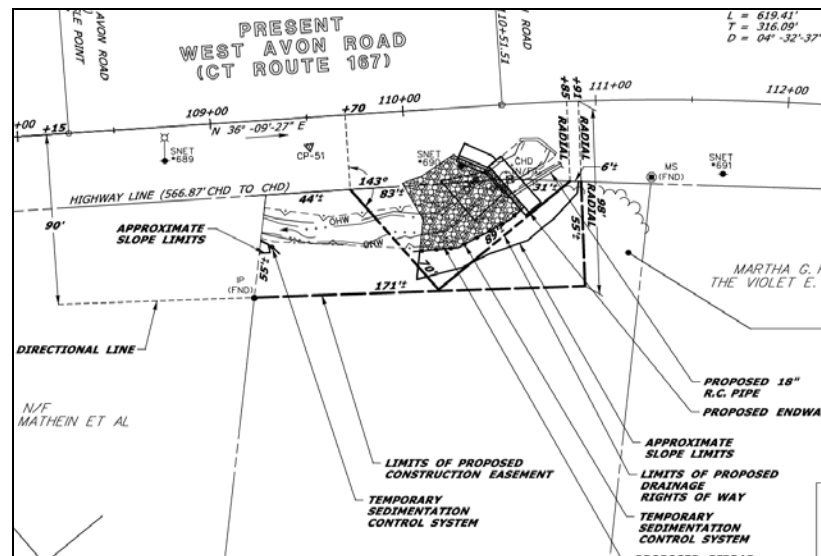 PRESENT
WEST AVON ROAD
(CT ROUTE 167)
AVON ROAD
LE POINT
110+51.51
ROAD
L = 619.41'
T = 316.09'
D = 04° -32'-37"
+00
+15
109+00
+70
110+00
+85
RADIAL
+91
RADIAL
111+00
112+00
N 36° -09'-27" E
SNET
*689
CP-51
SNET
*690
CHD
6'±
MS
(FND)
SNET
*691
HIGHWAY LINE (566.87'CHD TO CHD)
143°
44'±
83'±
31'±
98'
RADIAL
55'±
90'
APPROXIMATE
SLOPE LIMITS
OHW
OHW
89'±
70°
55'±
IP
(FND)
171'±
MARTHA G.
THE VIOLET E.
DIRECTIONAL LINE
N/F
MATHEIN ET AL
PROPOSED 18"
R.C. PIPE
PROPOSED ENDWA
APPROXIMATE
SLOPE LIMITS
LIMITS OF PROPOSED
CONSTRUCTION EASEMENT
LIMITS OF PROPOSED
DRAINAGE
RIGHTS OF WAY
TEMPORARY
SEDIMENTATION
CONTROL SYSTEM
TEMPORARY
SEDIMENTATION
CONTROL SYSTEM